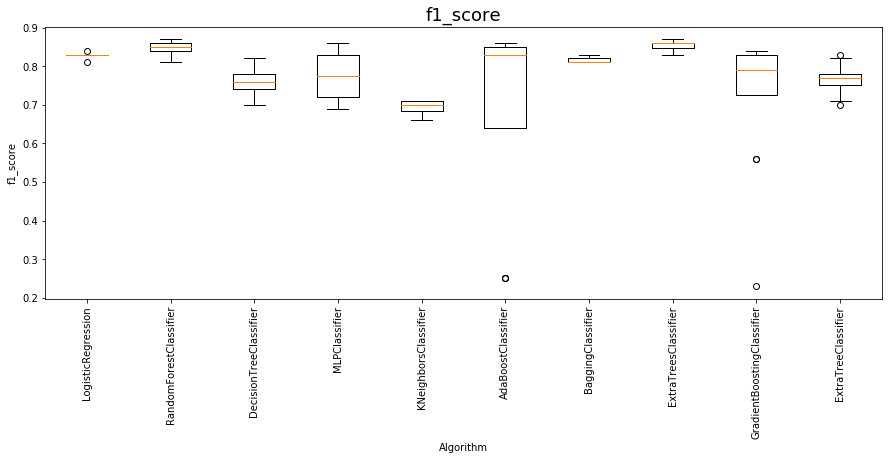 f1_score
0.9
0.8
0.7
0.6
0.5
0.4
0.3
0.2
f1_score
LogisticRegression
RandomForestClassifier
DecisionTreeClassifier
MLPClassifier
KNeighborsClassifier
AdaBoostClassifier
BaggingClassifier
ExtraTreesClassifier
GradientBoostingClassifier
ExtraTreeClassifier
Algorithm